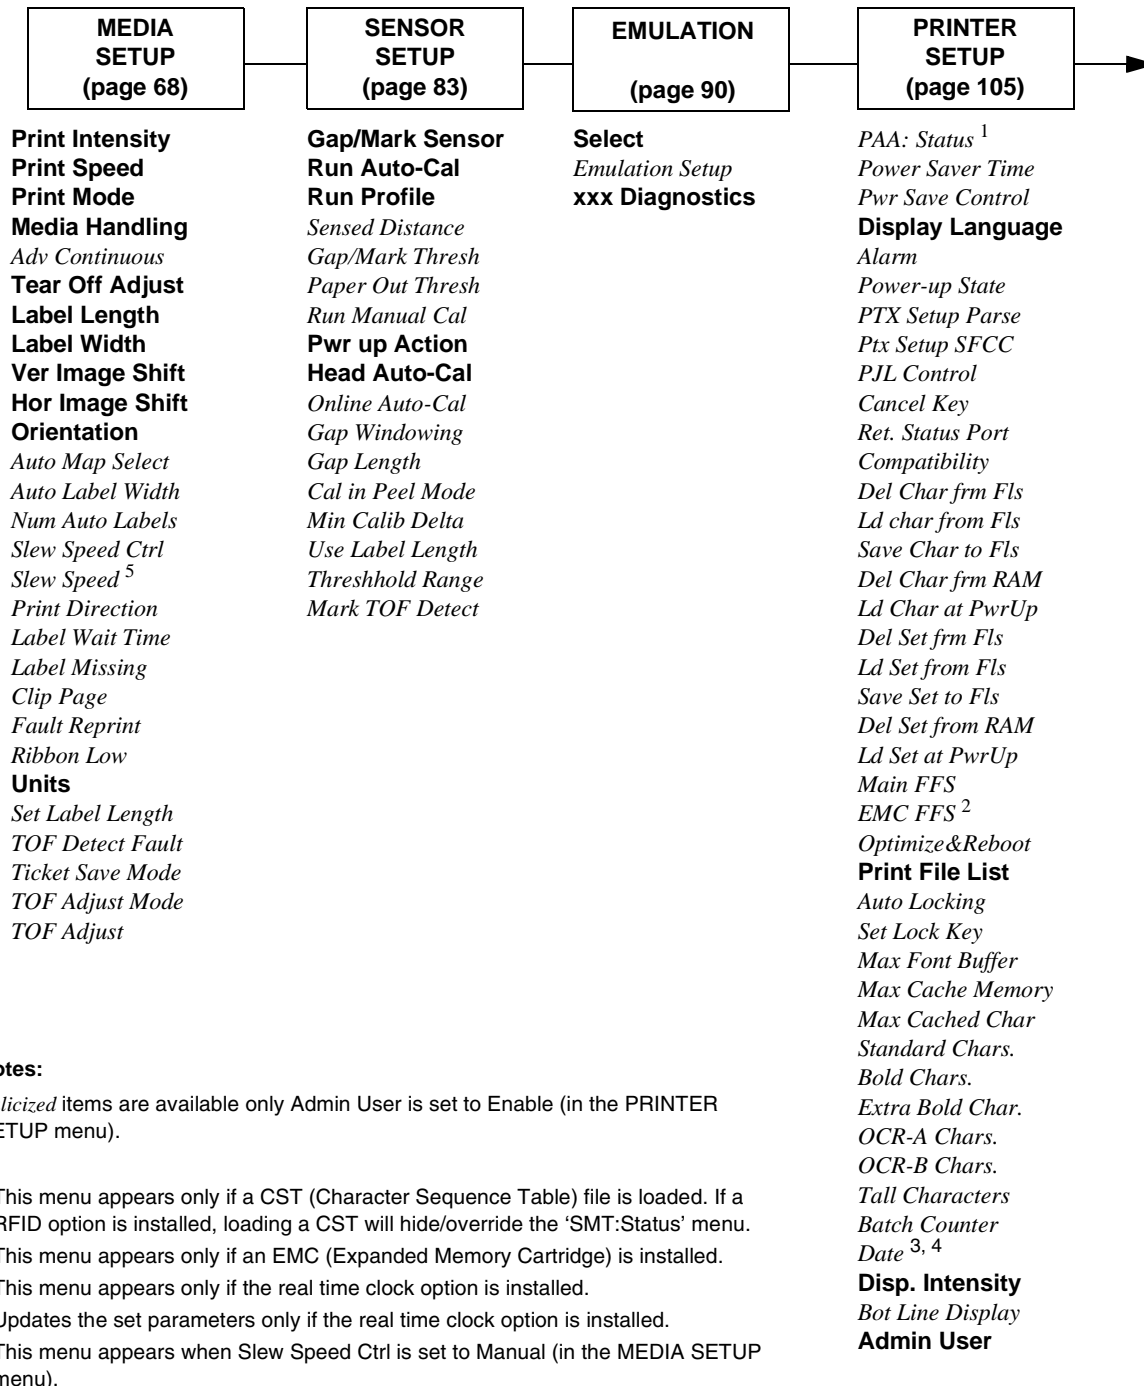 MEDIA
SETUP
(page 68)
SENSOR
SETUP
(page 83)
EMULATION
(page 90)
PRINTER
SETUP
(page 105)
Print Intensity
Print Speed
Print Mode
Media Handling
Adv Continuous
Tear Off Adjust
Label Length
Label Width
Ver Image Shift
Hor Image Shift
Orientation
Auto Map Select
Auto Label Width
Num Auto Labels
Slew Speed Ctrl
Slew Speed 5
Print Direction
Label Wait Time
Label Missing
Clip Page
Fault Reprint
Ribbon Low
Units
Set Label Length
TOF Detect Fault
Ticket Save Mode
TOF Adjust Mode
TOF Adjust
Gap/Mark Sensor
Run Auto-Cal
Run Profile
Sensed Distance
Gap/Mark Thresh
Paper Out Thresh
Run Manual Cal
Pwr up Action
Head Auto-Cal
Online Auto-Cal
Gap Windowing
Gap Length
Cal in Peel Mode
Min Calib Delta
Use Label Length
Threshhold Range
Mark TOF Detect
Select
Emulation Setup
xxx Diagnostics
PAA: Status 1
Power Saver Time
Pwr Save Control
Display Language
Alarm
Power-up State
PTX Setup Parse
Ptx Setup SFCC
PJL Control
Cancel Key
Ret. Status Port
Compatibility
Del Char frm Fls
Ld char from Fls
Save Char to Fls
Del Char frm RAM
Ld Char at PwrUp
Del Set frm Fls
Ld Set from Fls
Save Set to Fls
Del Set from RAM
Ld Set at PwrUp
Main FFS
EMC FFS 2
Optimize&Reboot
Print File List
Auto Locking
Set Lock Key
Max Font Buffer
Max Cache Memory
Max Cached Char
Standard Chars.
Bold Chars.
Extra Bold Char.
OCR-A Chars.
OCR-B Chars.
Tall Characters
Batch Counter
Date 3, 4
Disp. Intensity
Bot Line Display
Admin User
otes:
licized items are available only Admin User is set to Enable (in the PRINTER
ETUP menu).
This menu appears only if a CST (Character Sequence Table) file is loaded. If a
RFID option is installed, loading a CST will hide/override the ‘SMT:Status’ menu.
This menu appears only if an EMC (Expanded Memory Cartridge) is installed.
This menu appears only if the real time clock option is installed.
Updates the set parameters only if the real time clock option is installed.
This menu appears when Slew Speed Ctrl is set to Manual (in the MEDIA SETUP
menu).